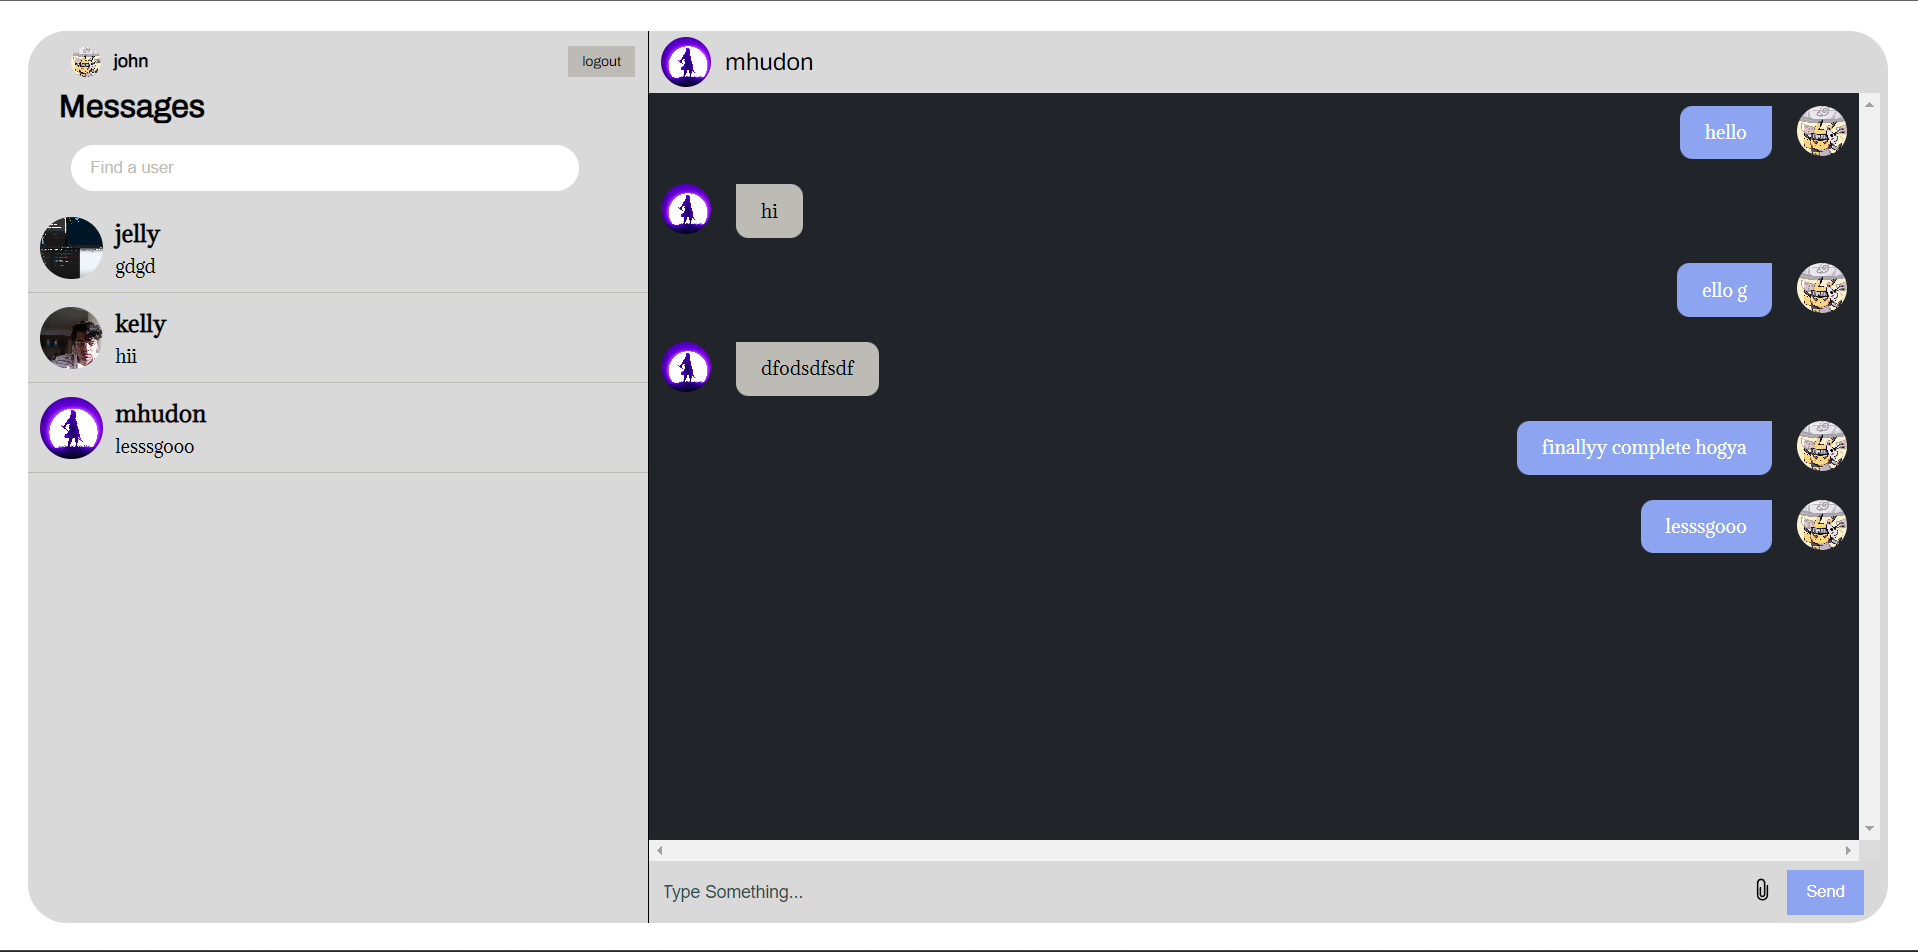 john
logout
Messages
Find a user
jelly
gdgd
kelly
hii
mhudon
lesssgooo
mhudon
hello
hi
ello g
dfodsdfsdf
finallyy complete hogya
lesssgooo
Type Something...
Send